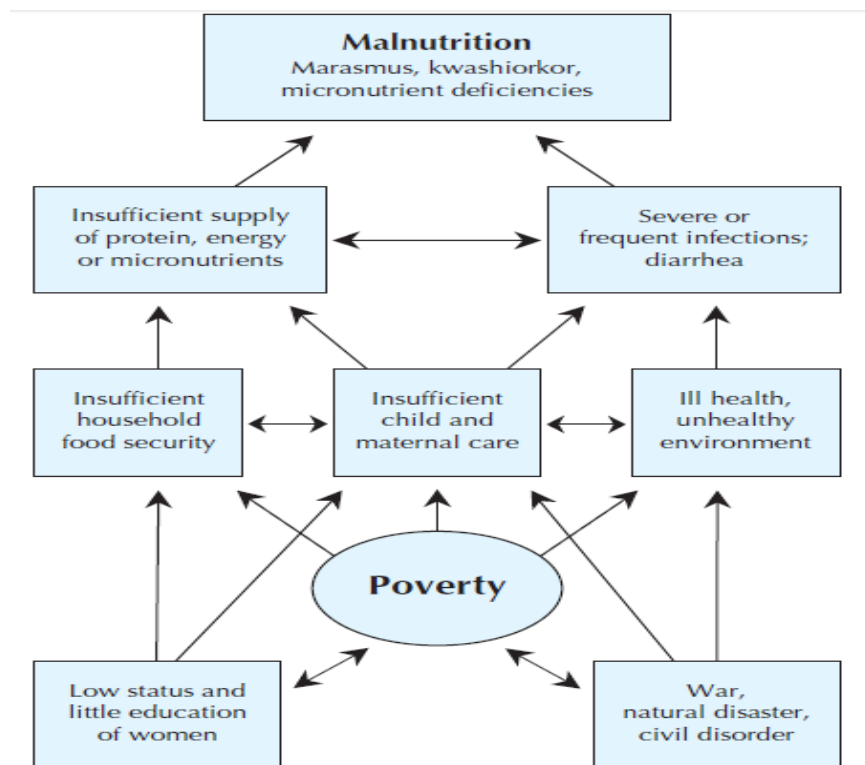 Malnutrition
Marasmus, kwashiorkor,
micronutrient deficiencies
Insufficient supply
of protein, energy
or micronutrients
Severe or
frequent infections;
diarrhea
Insufficient
household
food security
Insufficient
child and
maternal care
Ill health,
unhealthy
environment
Poverty
Low status and
little education
of women
War,
natural disaster,
civil disorder